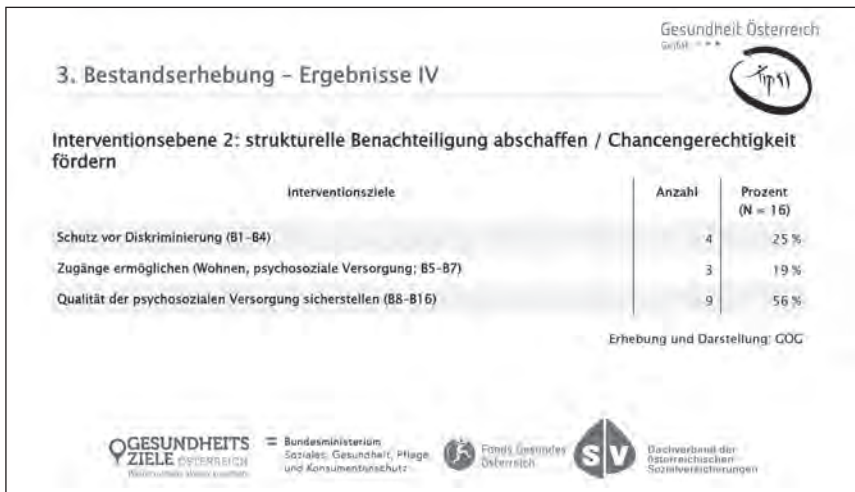 Gesundheit Österreich
GmbH
3. Bestandserhebung – Ergebnisse IV
Interventionsebene 2: strukturelle Benachteiligung abschaffen / Chancengerechtigkeit
fördern
Interventionsziele Anzahl Prozent
(N = 16)
Schutz vor Diskriminierung (B1–B4) 4 25 %
Zugänge ermöglichen (Wohnen, psychosoziale Versorgung; B5–B7) 3 19 %
Qualität der psychosozialen Versorgung sicherstellen (B8–B16) 9 56 %
Erhebung und Darstellung: GÖG
GESUNDHEITS
ZIELE ÖSTERREICH
Bundesministerium
Soziales, Gesundheit, Pflege
und Konsumentenschutz
Fonds Gesundes
Österreich
SV
Dachverband der
österreichischen
Sozialversicherungen